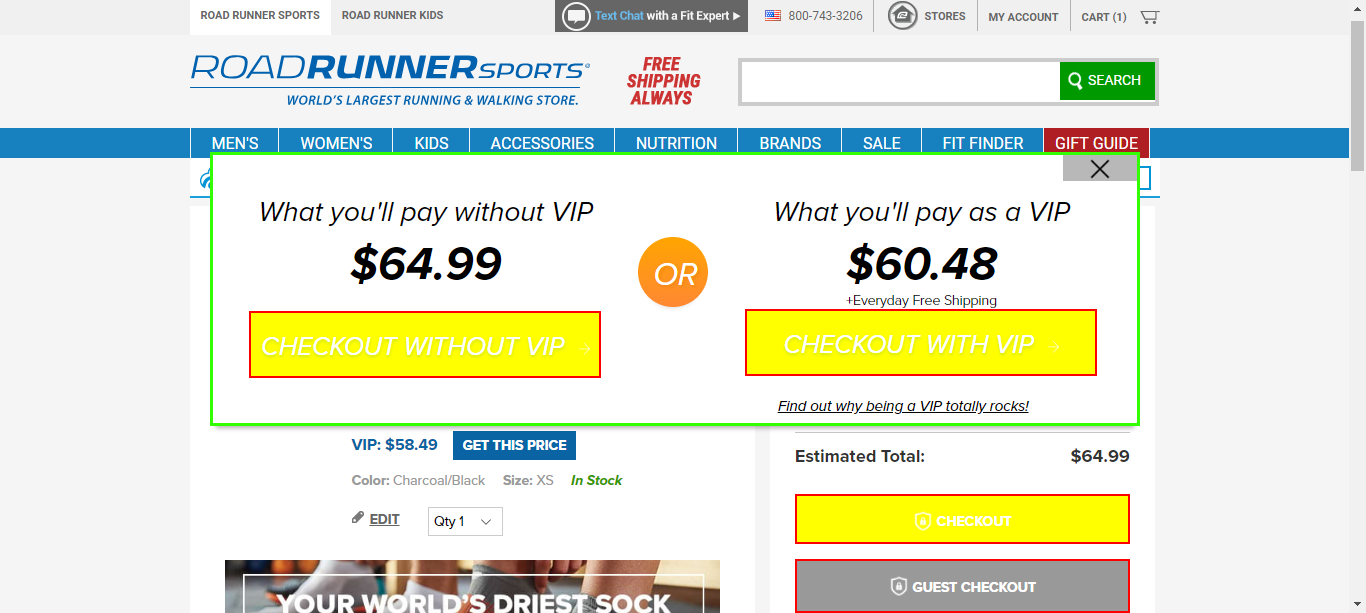 ROAD RUNNER SPORTS
ROAD RUNNER KIDS
Text Chat with a Fit Expert ▶
800-743-3206
STORES
MY ACCOUNT
CART (1)
ROADRUNNERSPORTS
WORLD'S LARGEST RUNNING & WALKING STORE.
FREE
SHIPPING
ALWAYS
SEARCH
MEN'S
WOMEN'S
KIDS
ACCESSORIES
NUTRITION
BRANDS
SALE
FIT FINDER
GIFT GUIDE
What you'll pay without VIP
$64.99
CHECKOUT WITHOUT VIP →
OR
What you'll pay as a VIP
$60.48
+Everyday Free Shipping
CHECKOUT WITH VIP →
Find out why being a VIP totally rocks!
VIP: $58.49
GET THIS PRICE
Color: Charcoal/Black Size: XS In Stock
EDIT
Qty 1
YOUR WORLD'S DRIEST SOCK
Estimated Total: $64.99
CHECKOUT
GUEST CHECKOUT